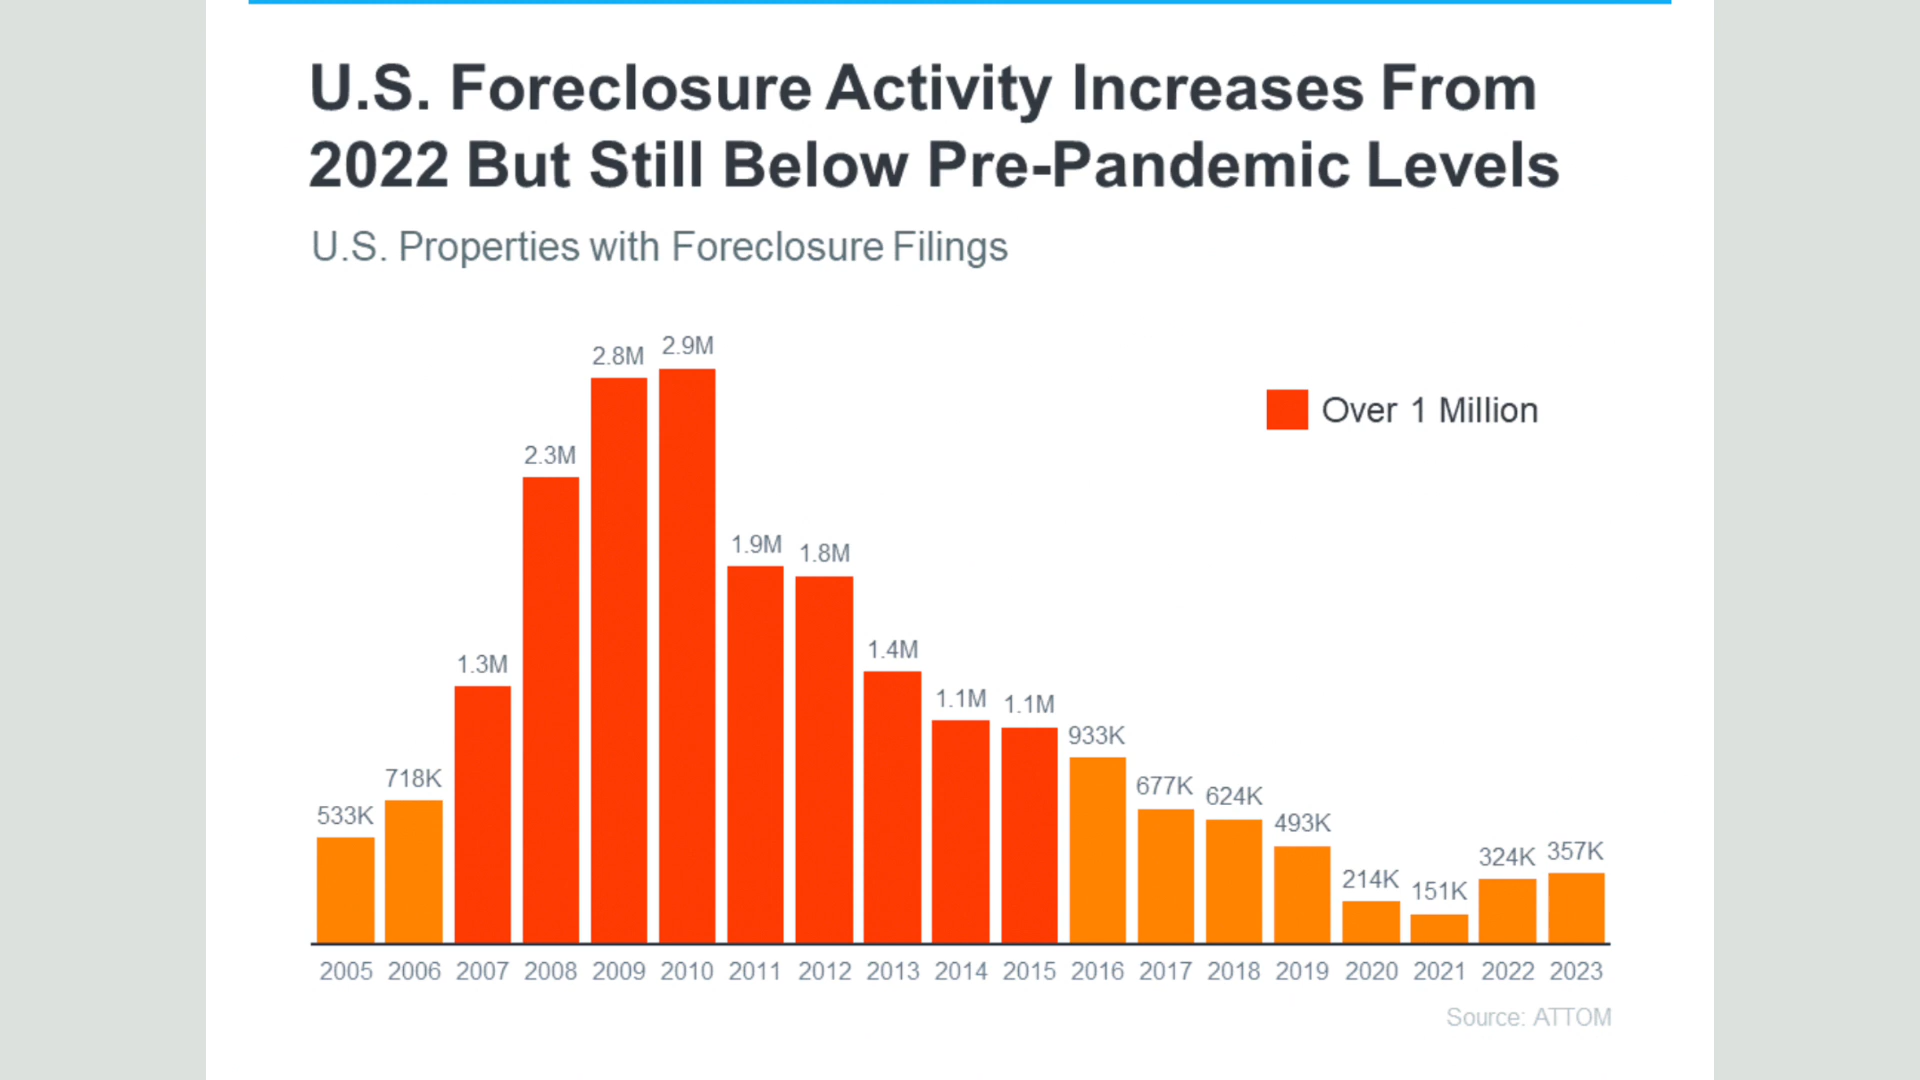 U.S. Foreclosure Activity Increases From
2022 But Still Below Pre-Pandemic Levels
U.S. Properties with Foreclosure Filings
533K
718K
1.3M
2.3M
2.8M
2.9M
1.9M
1.8M
1.4M
1.1M
1.1M
933K
677K
624K
493K
214K
151K
324K
357K
Over 1 Million
2005 2006 2007 2008 2009 2010 2011 2012 2013 2014 2015 2016 2017 2018 2019 2020 2021 2022 2023
Source: ATTOM